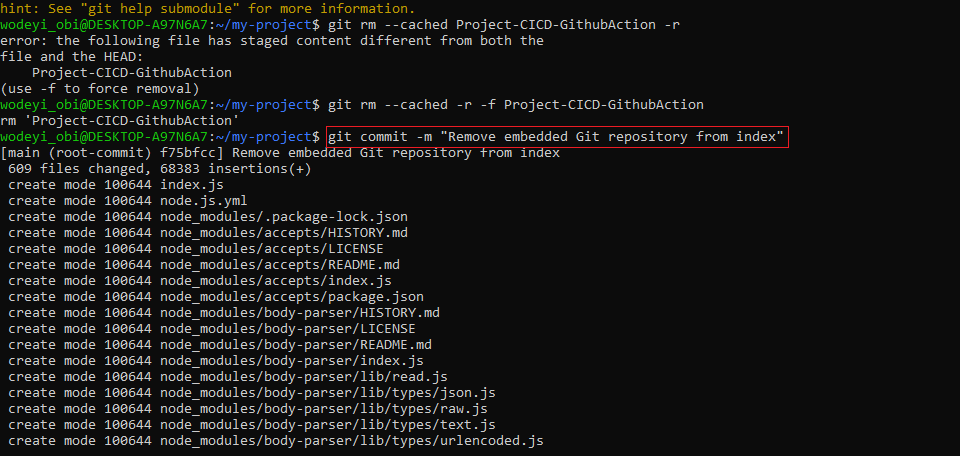 hint: See "git help submodule" for more information.
wodeyi_obi@DESKTOP-A97N6A7:~/my-project$ git rm --cached Project-CICD-GithubAction -r
error: the following file has staged content different from both the
file and the HEAD:
    Project-CICD-GithubAction
(use -f to force removal)
wodeyi_obi@DESKTOP-A97N6A7:~/my-project$ git rm --cached -r -f Project-CICD-GithubAction
rm 'Project-CICD-GithubAction'
wodeyi_obi@DESKTOP-A97N6A7:~/my-project$ git commit -m "Remove embedded Git repository from index"
[main (root-commit) f75bfcc] Remove embedded Git repository from index
 609 files changed, 68383 insertions(+)
 create mode 100644 index.js
 create mode 100644 node.js.yml
 create mode 100644 node_modules/.package-lock.json
 create mode 100644 node_modules/accepts/HISTORY.md
 create mode 100644 node_modules/accepts/LICENSE
 create mode 100644 node_modules/accepts/README.md
 create mode 100644 node_modules/accepts/index.js
 create mode 100644 node_modules/accepts/package.json
 create mode 100644 node_modules/body-parser/HISTORY.md
 create mode 100644 node_modules/body-parser/LICENSE
 create mode 100644 node_modules/body-parser/README.md
 create mode 100644 node_modules/body-parser/index.js
 create mode 100644 node_modules/body-parser/lib/read.js
 create mode 100644 node_modules/body-parser/lib/types/json.js
 create mode 100644 node_modules/body-parser/lib/types/raw.js
 create mode 100644 node_modules/body-parser/lib/types/text.js
 create mode 100644 node_modules/body-parser/lib/types/urlencoded.js